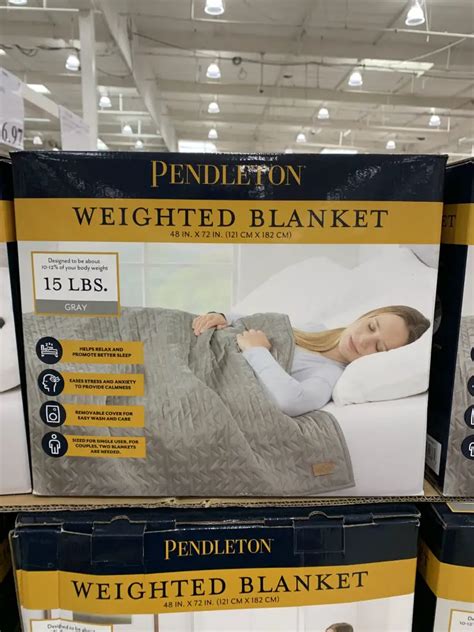 6.97
PENDLETON
WEIGHTED BLANKET
48 IN. X 72 IN. (121 CM X 182 CM)
Designed to be about
10-12% of your body weight
15 LBS.
GRAY
HELPS RELAX AND
PROMOTE BETTER SLEEP
EASES STRESS AND ANXIETY
TO PROVIDE CALMNESS
REMOVABLE COVER FOR
EASY WASH AND CARE
SIZED FOR SINGLE USER, FOR
COUPLES, TWO BLANKETS
ARE NEEDED.
ET
PENDLETON
WEIGHTED BLANKET
48 IN. X 72 IN. (121 CM X 182 CM)